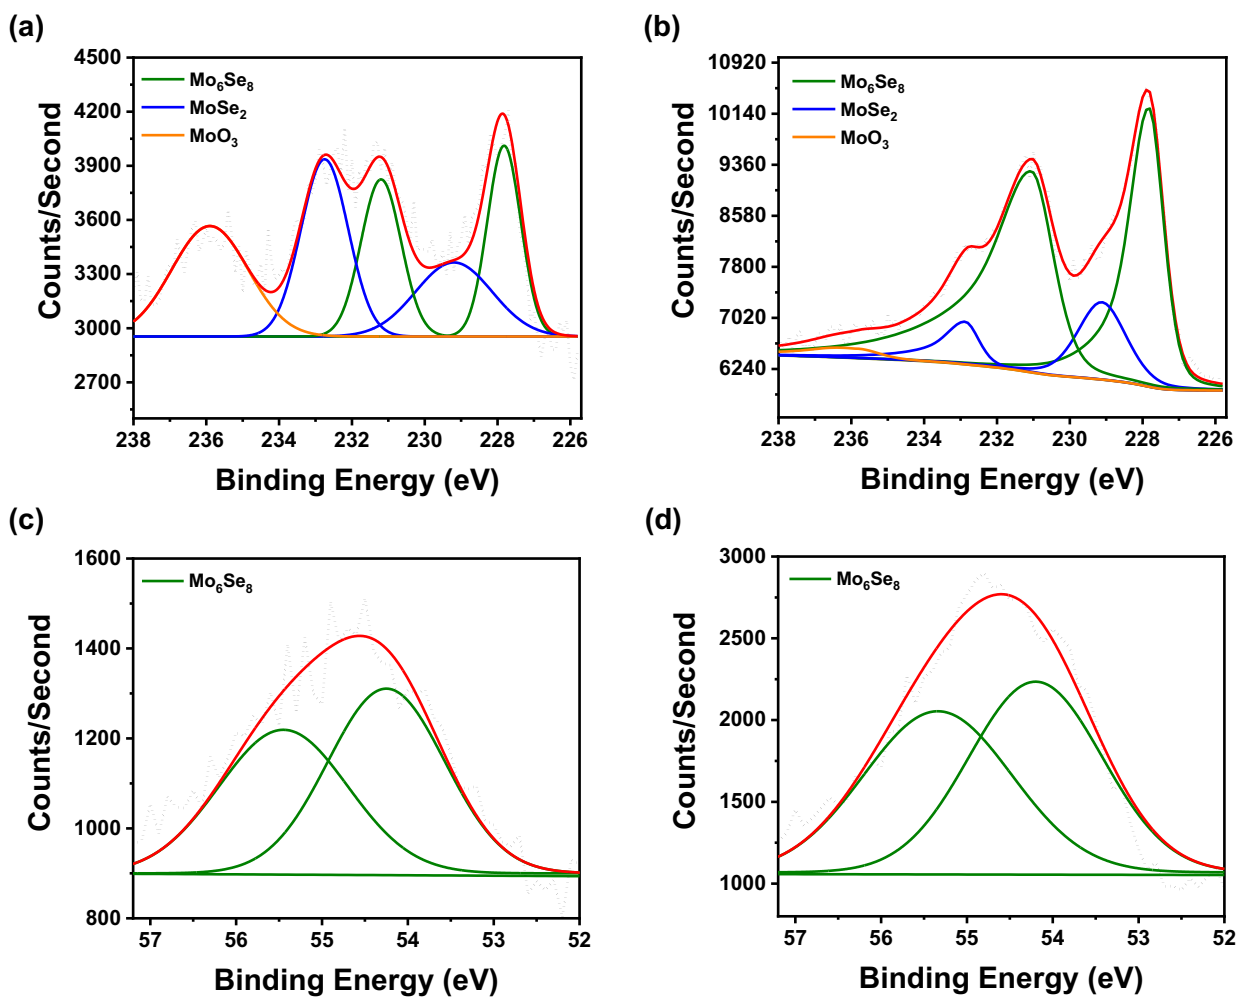 (a)
4500
4200
3900
3600
3300
3000
2700
Counts/Second
Mo₆Se₈
MoSe₂
MoO₃
238 236 234 232 230 228 226
Binding Energy (eV)
(b)
10920
10140
9360
8580
7800
7020
6240
Counts/Second
Mo₆Se₈
MoSe₂
MoO₃
238 236 234 232 230 228 226
Binding Energy (eV)
(c)
1600
1400
1200
1000
800
Counts/Second
Mo₆Se₈
57 56 55 54 53 52
Binding Energy (eV)
(d)
3000
2500
2000
1500
1000
Counts/Second
Mo₆Se₈
57 56 55 54 53 52
Binding Energy (eV)